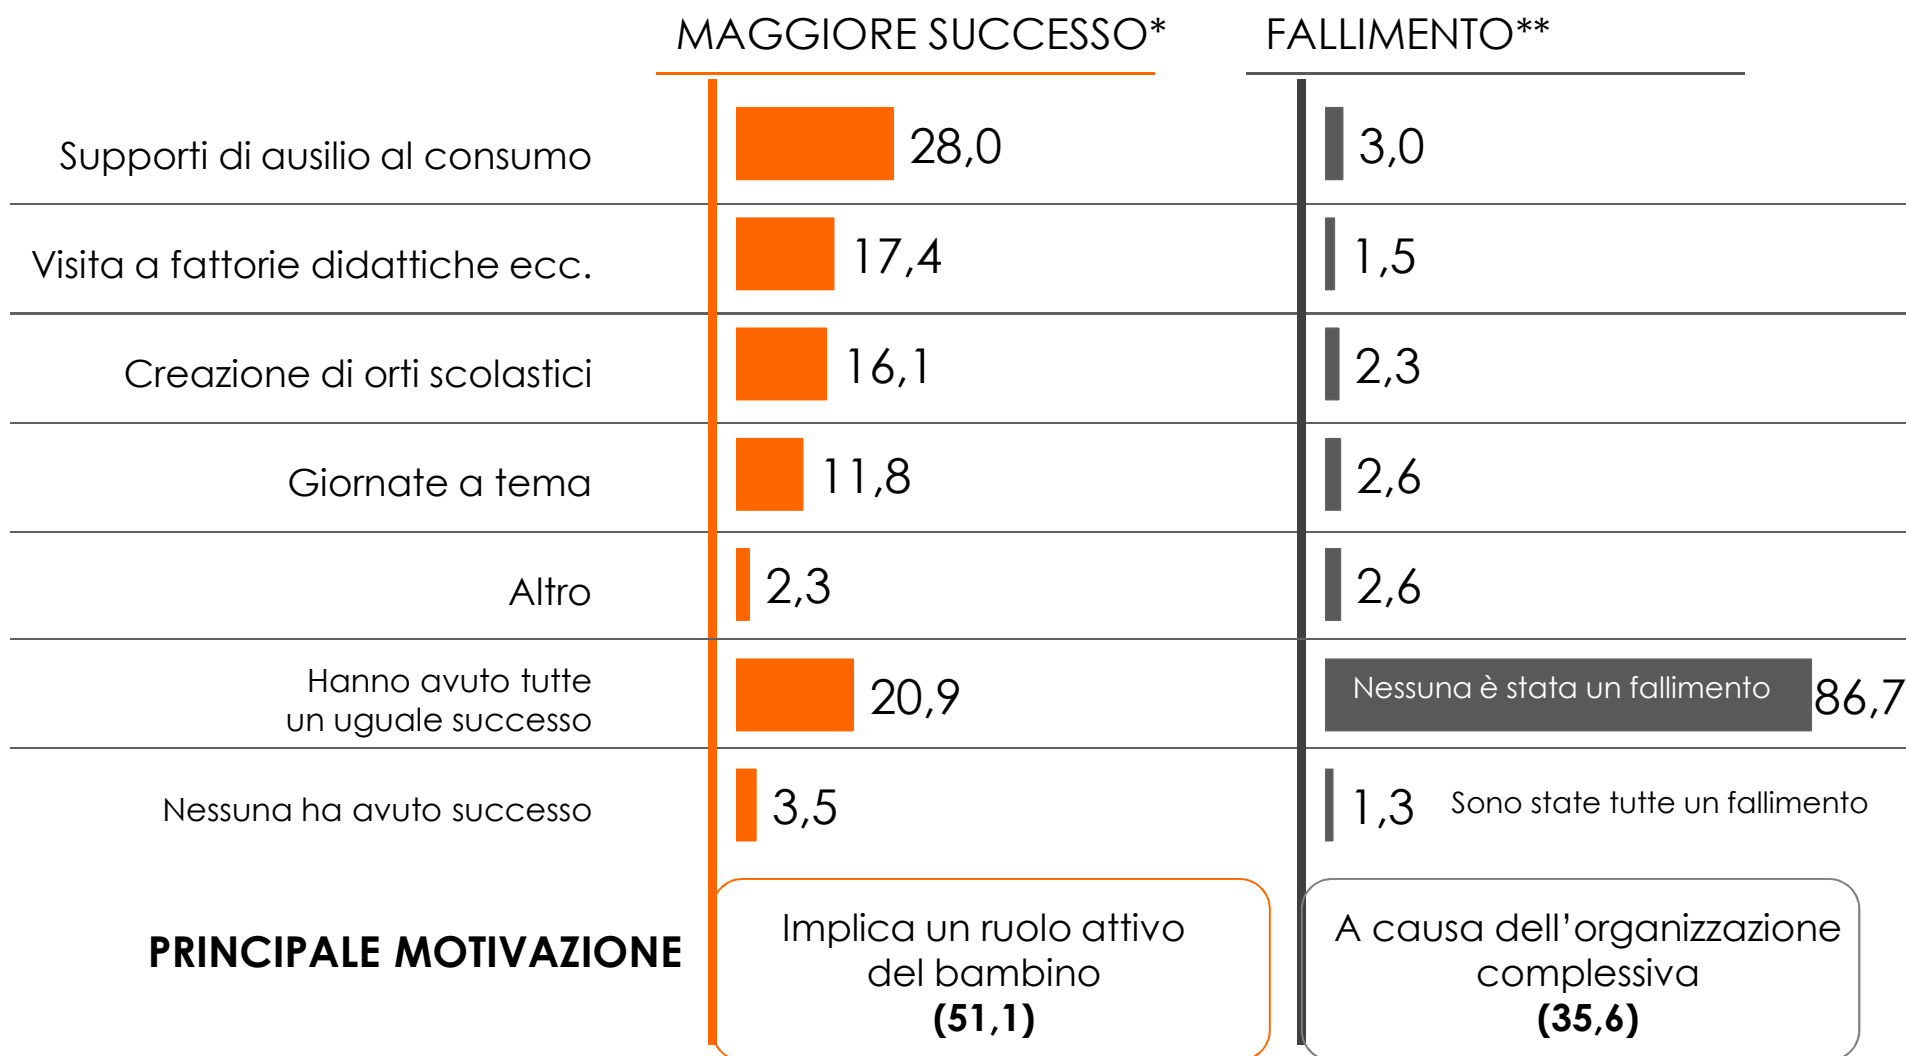 MAGGIORE SUCCESSO* FALLIMENTO**
Supporti di ausilio al consumo 28,0 3,0
Visita a fattorie didattiche ecc. 17,4 1,5
Creazione di orti scolastici 16,1 2,3
Giornate a tema 11,8 2,6
Altro 2,3 2,6
Hanno avuto tutte
un uguale successo 20,9 Nessuna è stata un fallimento 86,7
Nessuna ha avuto successo 3,5 1,3 Sono state tutte un fallimento
PRINCIPALE MOTIVAZIONE
Implica un ruolo attivo
del bambino
(51,1)
A causa dell’organizzazione
complessiva
(35,6)